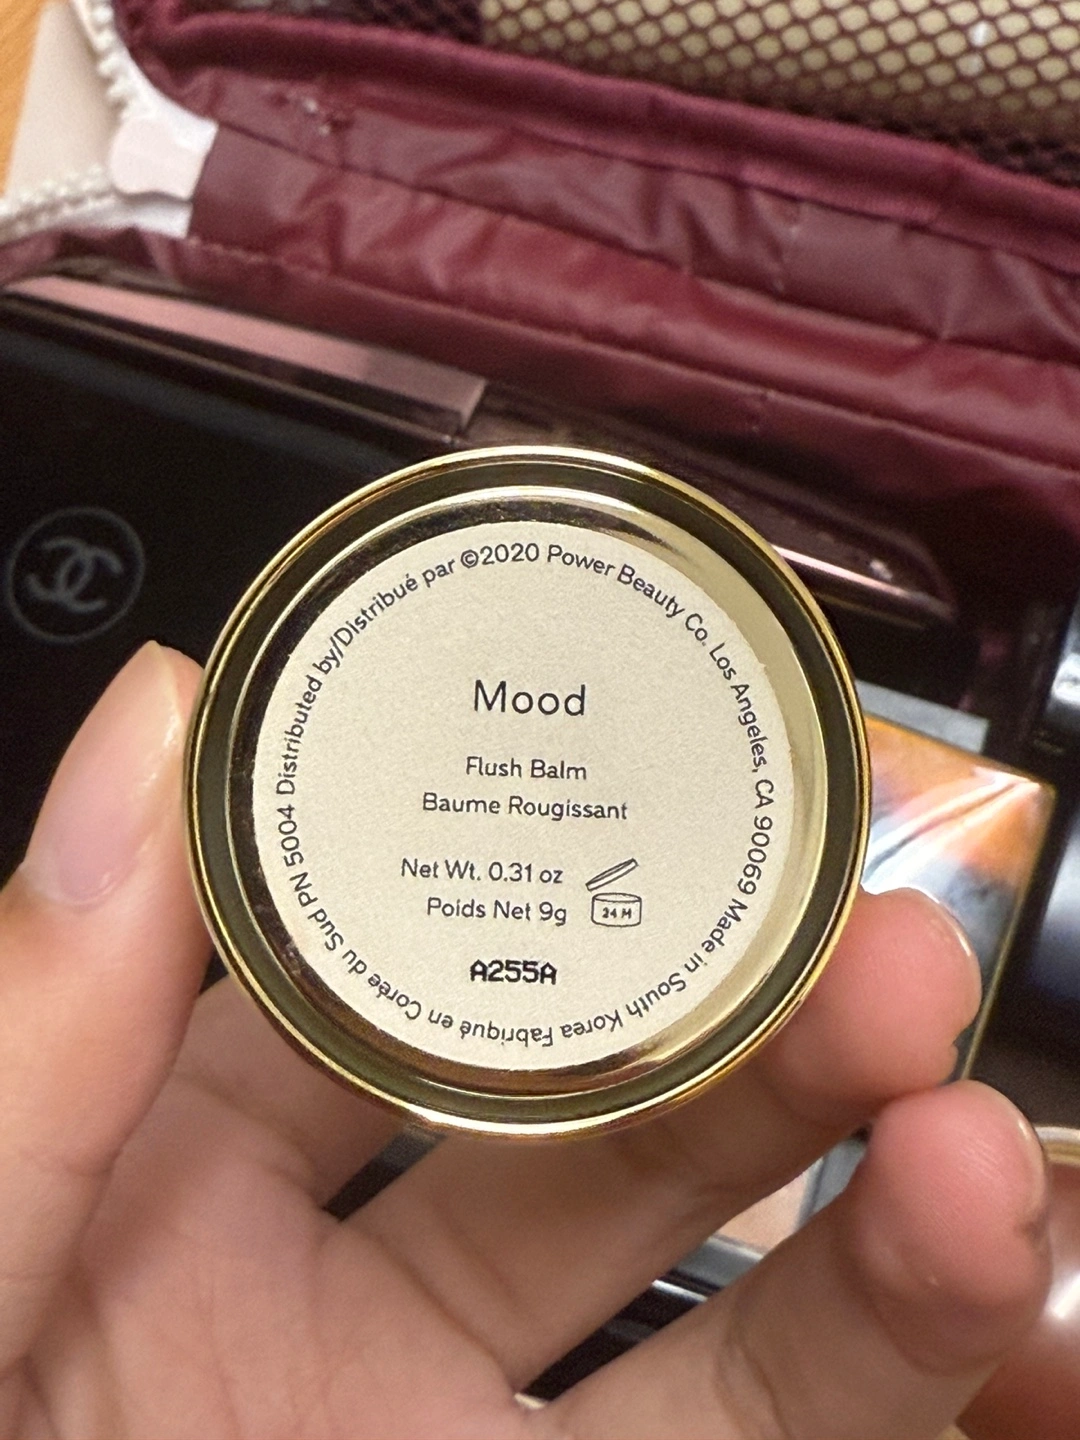 Distributed by/Distribué par ©2020 Power Beauty Co. Los Angeles, CA 90069 Made in South Korea Fabriqué en Corée du Sud PN 5004
Mood
Flush Balm
Baume Rougissant
Net Wt. 0.31 oz
Poids Net 9g
24 M
A255A